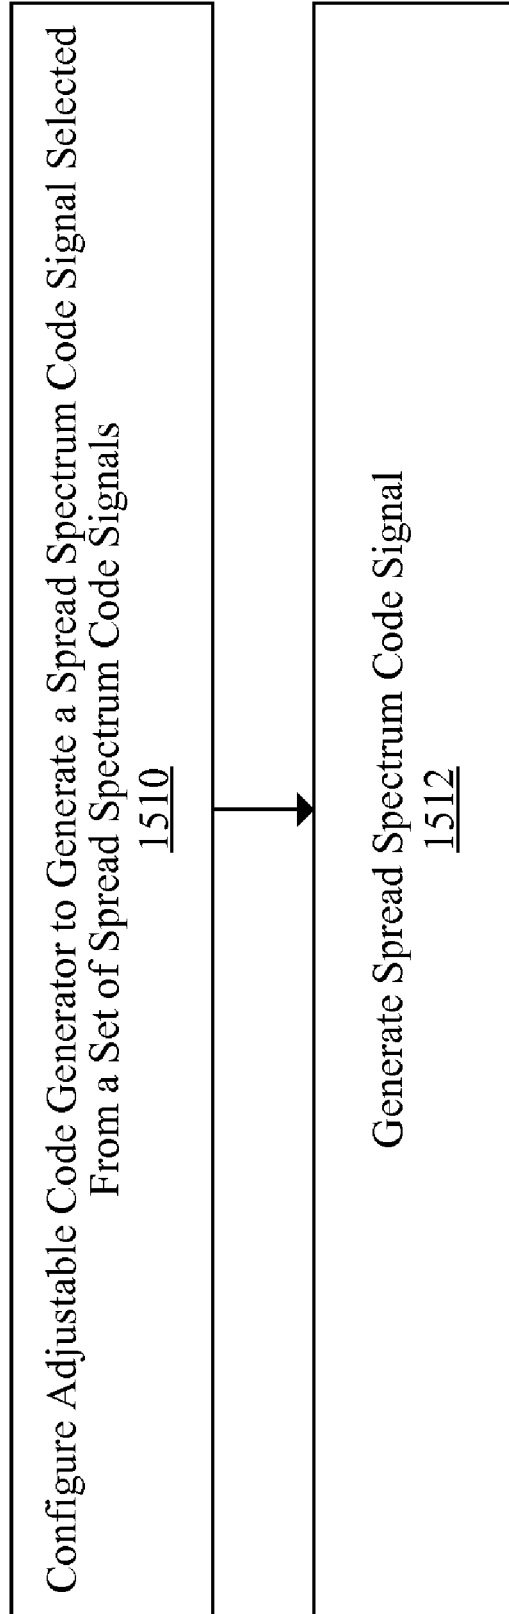 Configure Adjustable Code Generator to Generate a Spread Spectrum Code Signal Selected
From a Set of Spread Spectrum Code Signals
1510
Generate Spread Spectrum Code Signal
1512